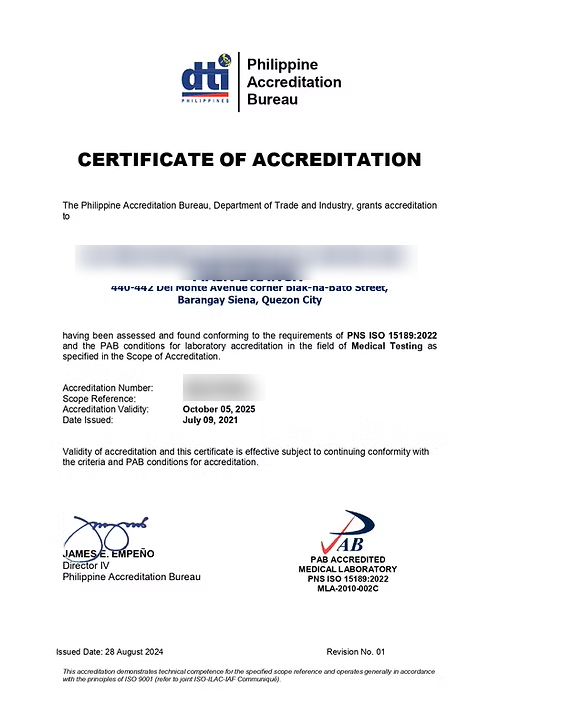 dti
PHILIPPINES
Philippine
Accreditation
Bureau
CERTIFICATE OF ACCREDITATION
The Philippine Accreditation Bureau, Department of Trade and Industry, grants accreditation
to
440-442 Del Monte Avenue corner Biak-na-Bato Street,
Barangay Siena, Quezon City
having been assessed and found conforming to the requirements of PNS ISO 15189:2022
and the PAB conditions for laboratory accreditation in the field of Medical Testing as
specified in the Scope of Accreditation.
Accreditation Number:
Scope Reference:
Accreditation Validity: October 05, 2025
Date Issued: July 09, 2021
Validity of accreditation and this certificate is effective subject to continuing conformity with
the criteria and PAB conditions for accreditation.
JAMES E. EMPEÑO
Director IV
Philippine Accreditation Bureau
PAB
PAB ACCREDITED
MEDICAL LABORATORY
PNS ISO 15189:2022
MLA-2010-002C
Issued Date: 28 August 2024
Revision No. 01
This accreditation demonstrates technical competence for the specified scope reference and operates generally in accordance
with the principles of ISO 9001 (refer to joint ISO-ILAC-IAF Communiqué).